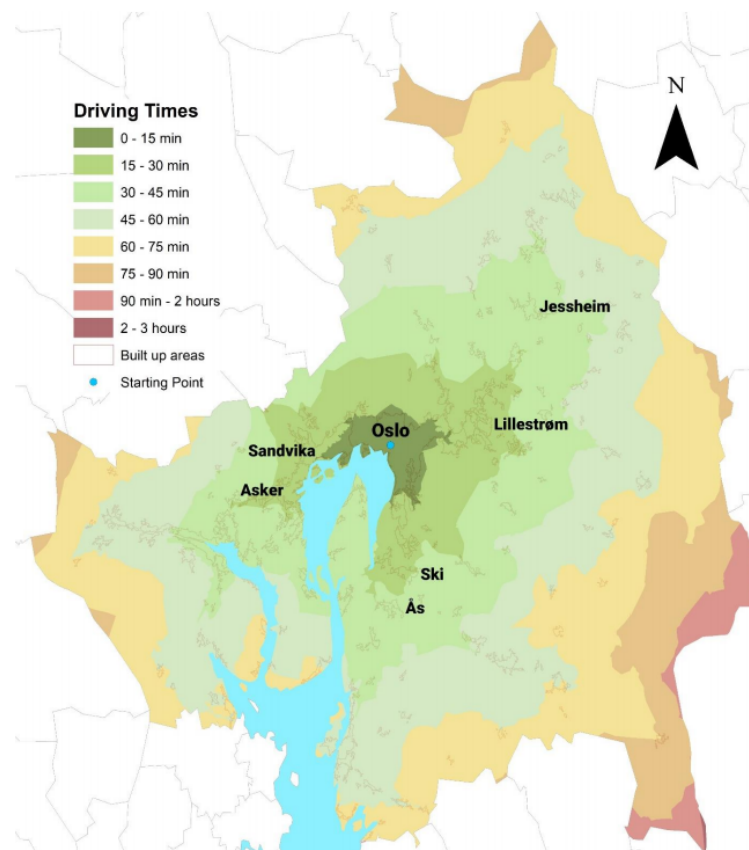 N
Driving Times
0 - 15 min
15 - 30 min
30 - 45 min
45 - 60 min
60 - 75 min
75 - 90 min
90 min - 2 hours
2 - 3 hours
Built up areas
Starting Point
Jessheim
Oslo
Lillestrøm
Sandvika
Asker
Ski
Ås